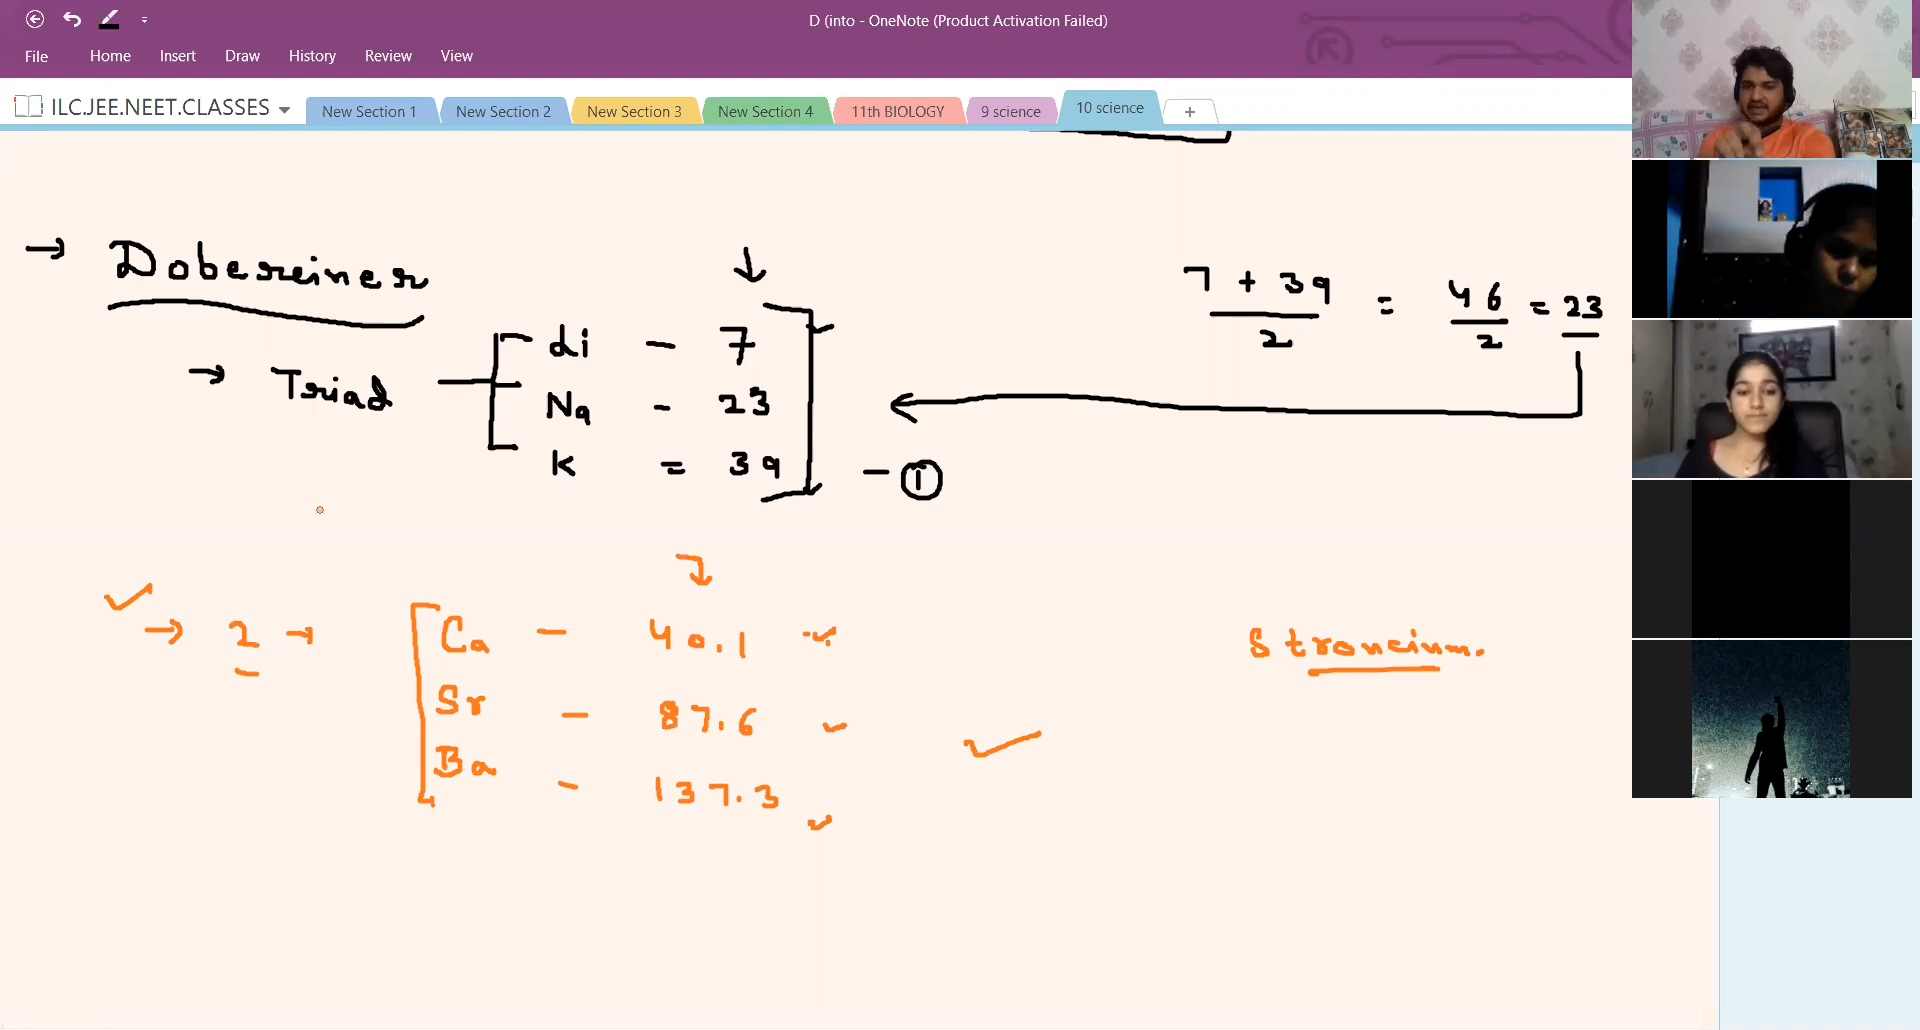 D (into - OneNote (Product Activation Failed)
File Home Insert Draw History Review View
ILC.JEE.NEET.CLASSES New Section 1 New Section 2 New Section 3 New Section 4 11th BIOLOGY 9 science 10 science +
→ Dobereiner
7 + 39 / 2 = 46 / 2 = 23
→ Triad
Li - 7
Na - 23
K = 39 - ①
→ 2 →
Ca - 40.1
Sr - 87.6
Ba - 137.3
Stroncium.